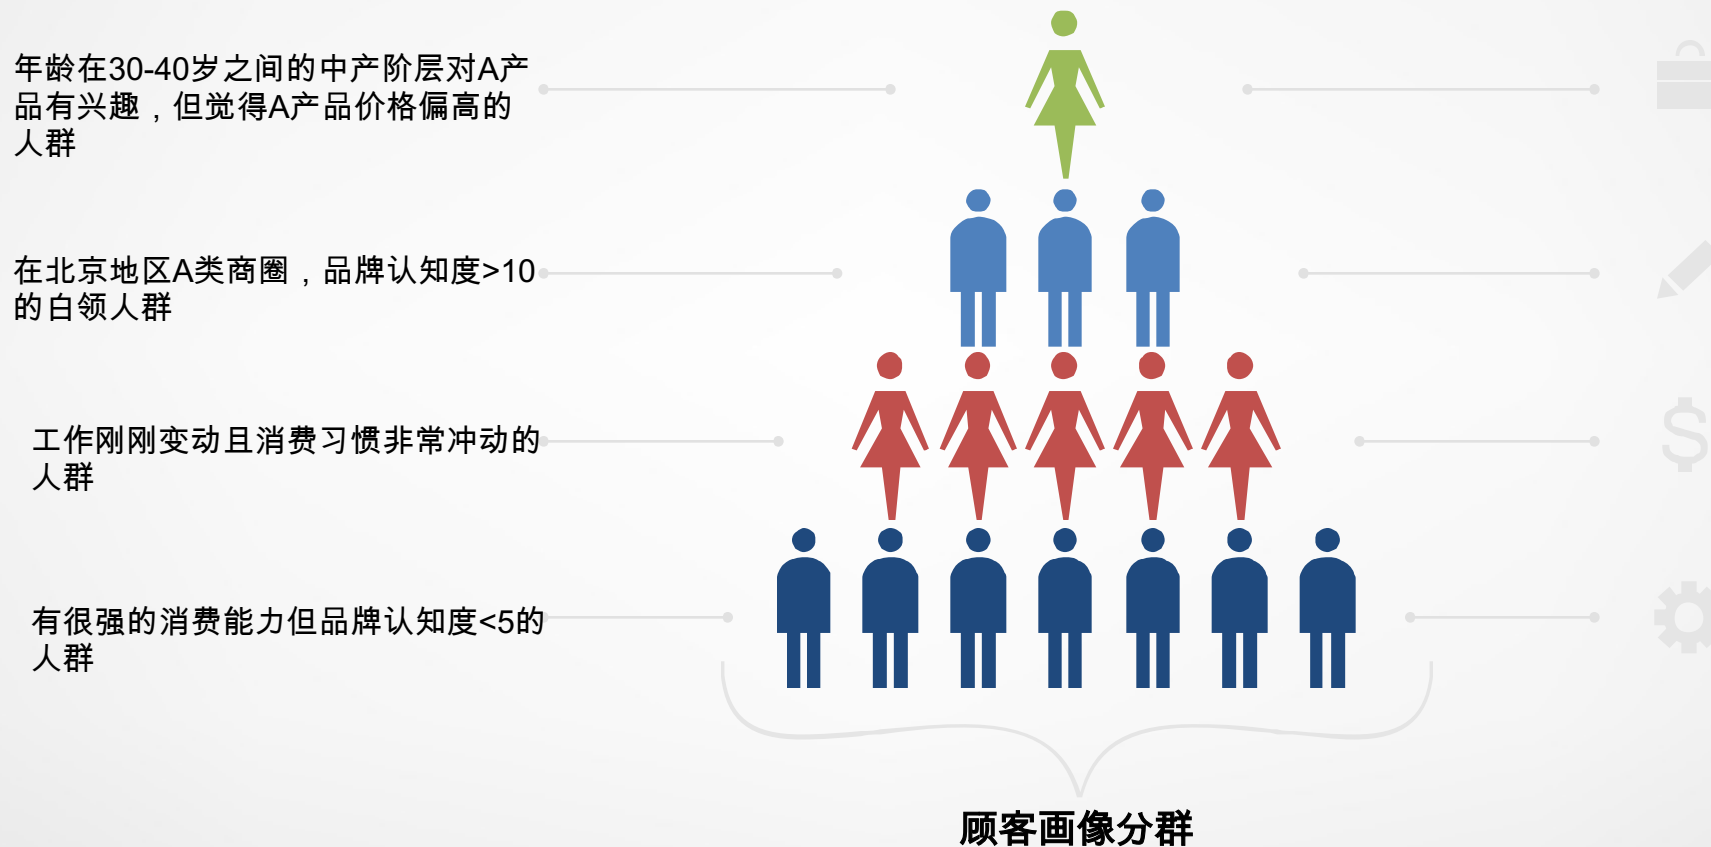 年龄在30-40岁之间的中产阶层对A产
品有兴趣，但觉得A产品价格偏高的
人群
在北京地区A类商圈，品牌认知度>10
的白领人群
工作刚刚变动且消费习惯非常冲动的
人群
有很强的消费能力但品牌认知度<5的
人群
顾客画像分群